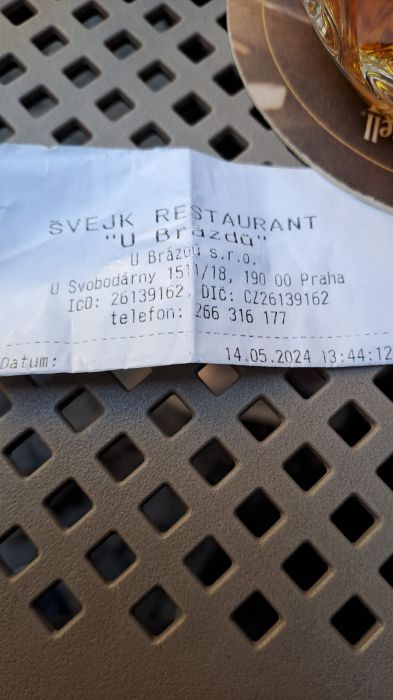 ŠVEJK RESTAURANT
"U Brázdů"
U Brázdů s.r.o.
U Svobodárny 1511/18, 190 00 Praha
IČO: 26139162, DIČ: CZ26139162
telefon: 266 316 177
Datum: 14.05.2024 13:44:12